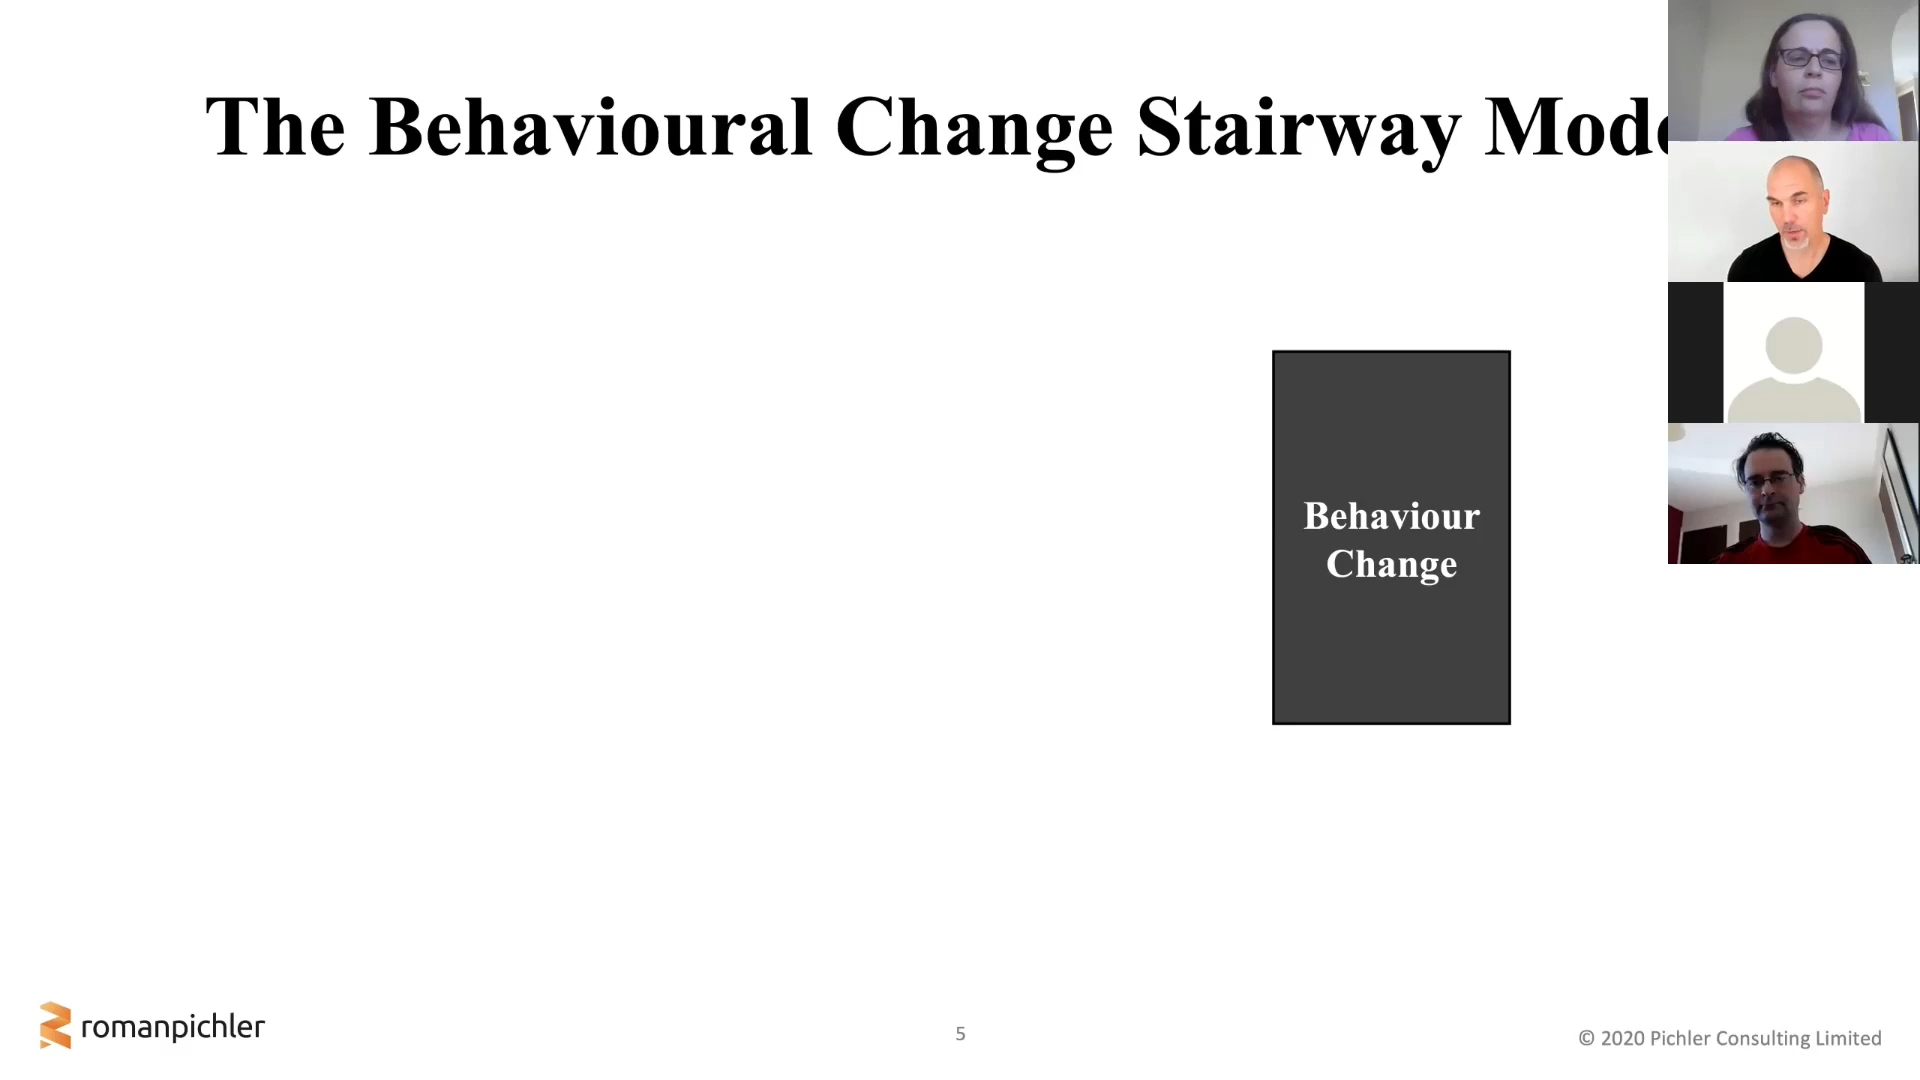 The Behavioural Change Stairway Mode
Behaviour
Change
romanpichler
5
© 2020 Pichler Consulting Limited